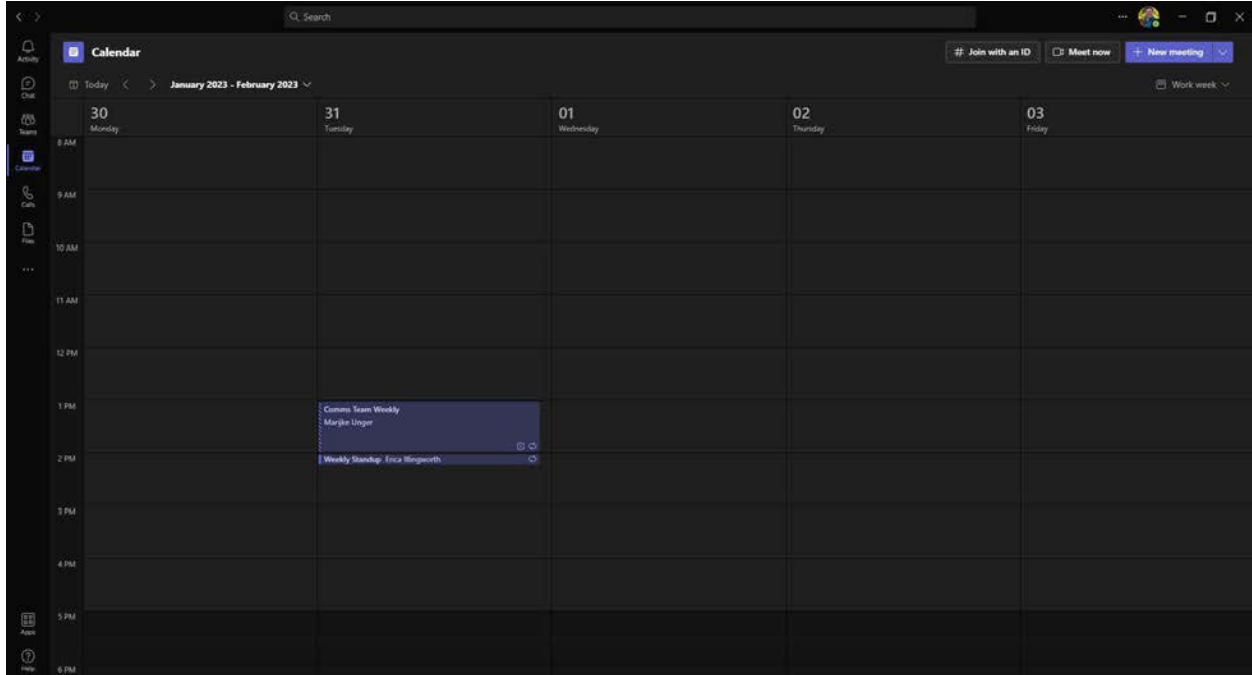 Search
Activity
Chat
Teams
Calendar
Calls
Files
Apps
Help
Calendar
Join with an ID
Meet now
New meeting
Today
January 2023 - February 2023
Work week
30
Monday
31
Tuesday
01
Wednesday
02
Thursday
03
Friday
8 AM
9 AM
10 AM
11 AM
12 PM
1 PM
2 PM
3 PM
4 PM
5 PM
6 PM
Comms Team Weekly
Marijke Unger
Weekly Standup Erica Illingworth